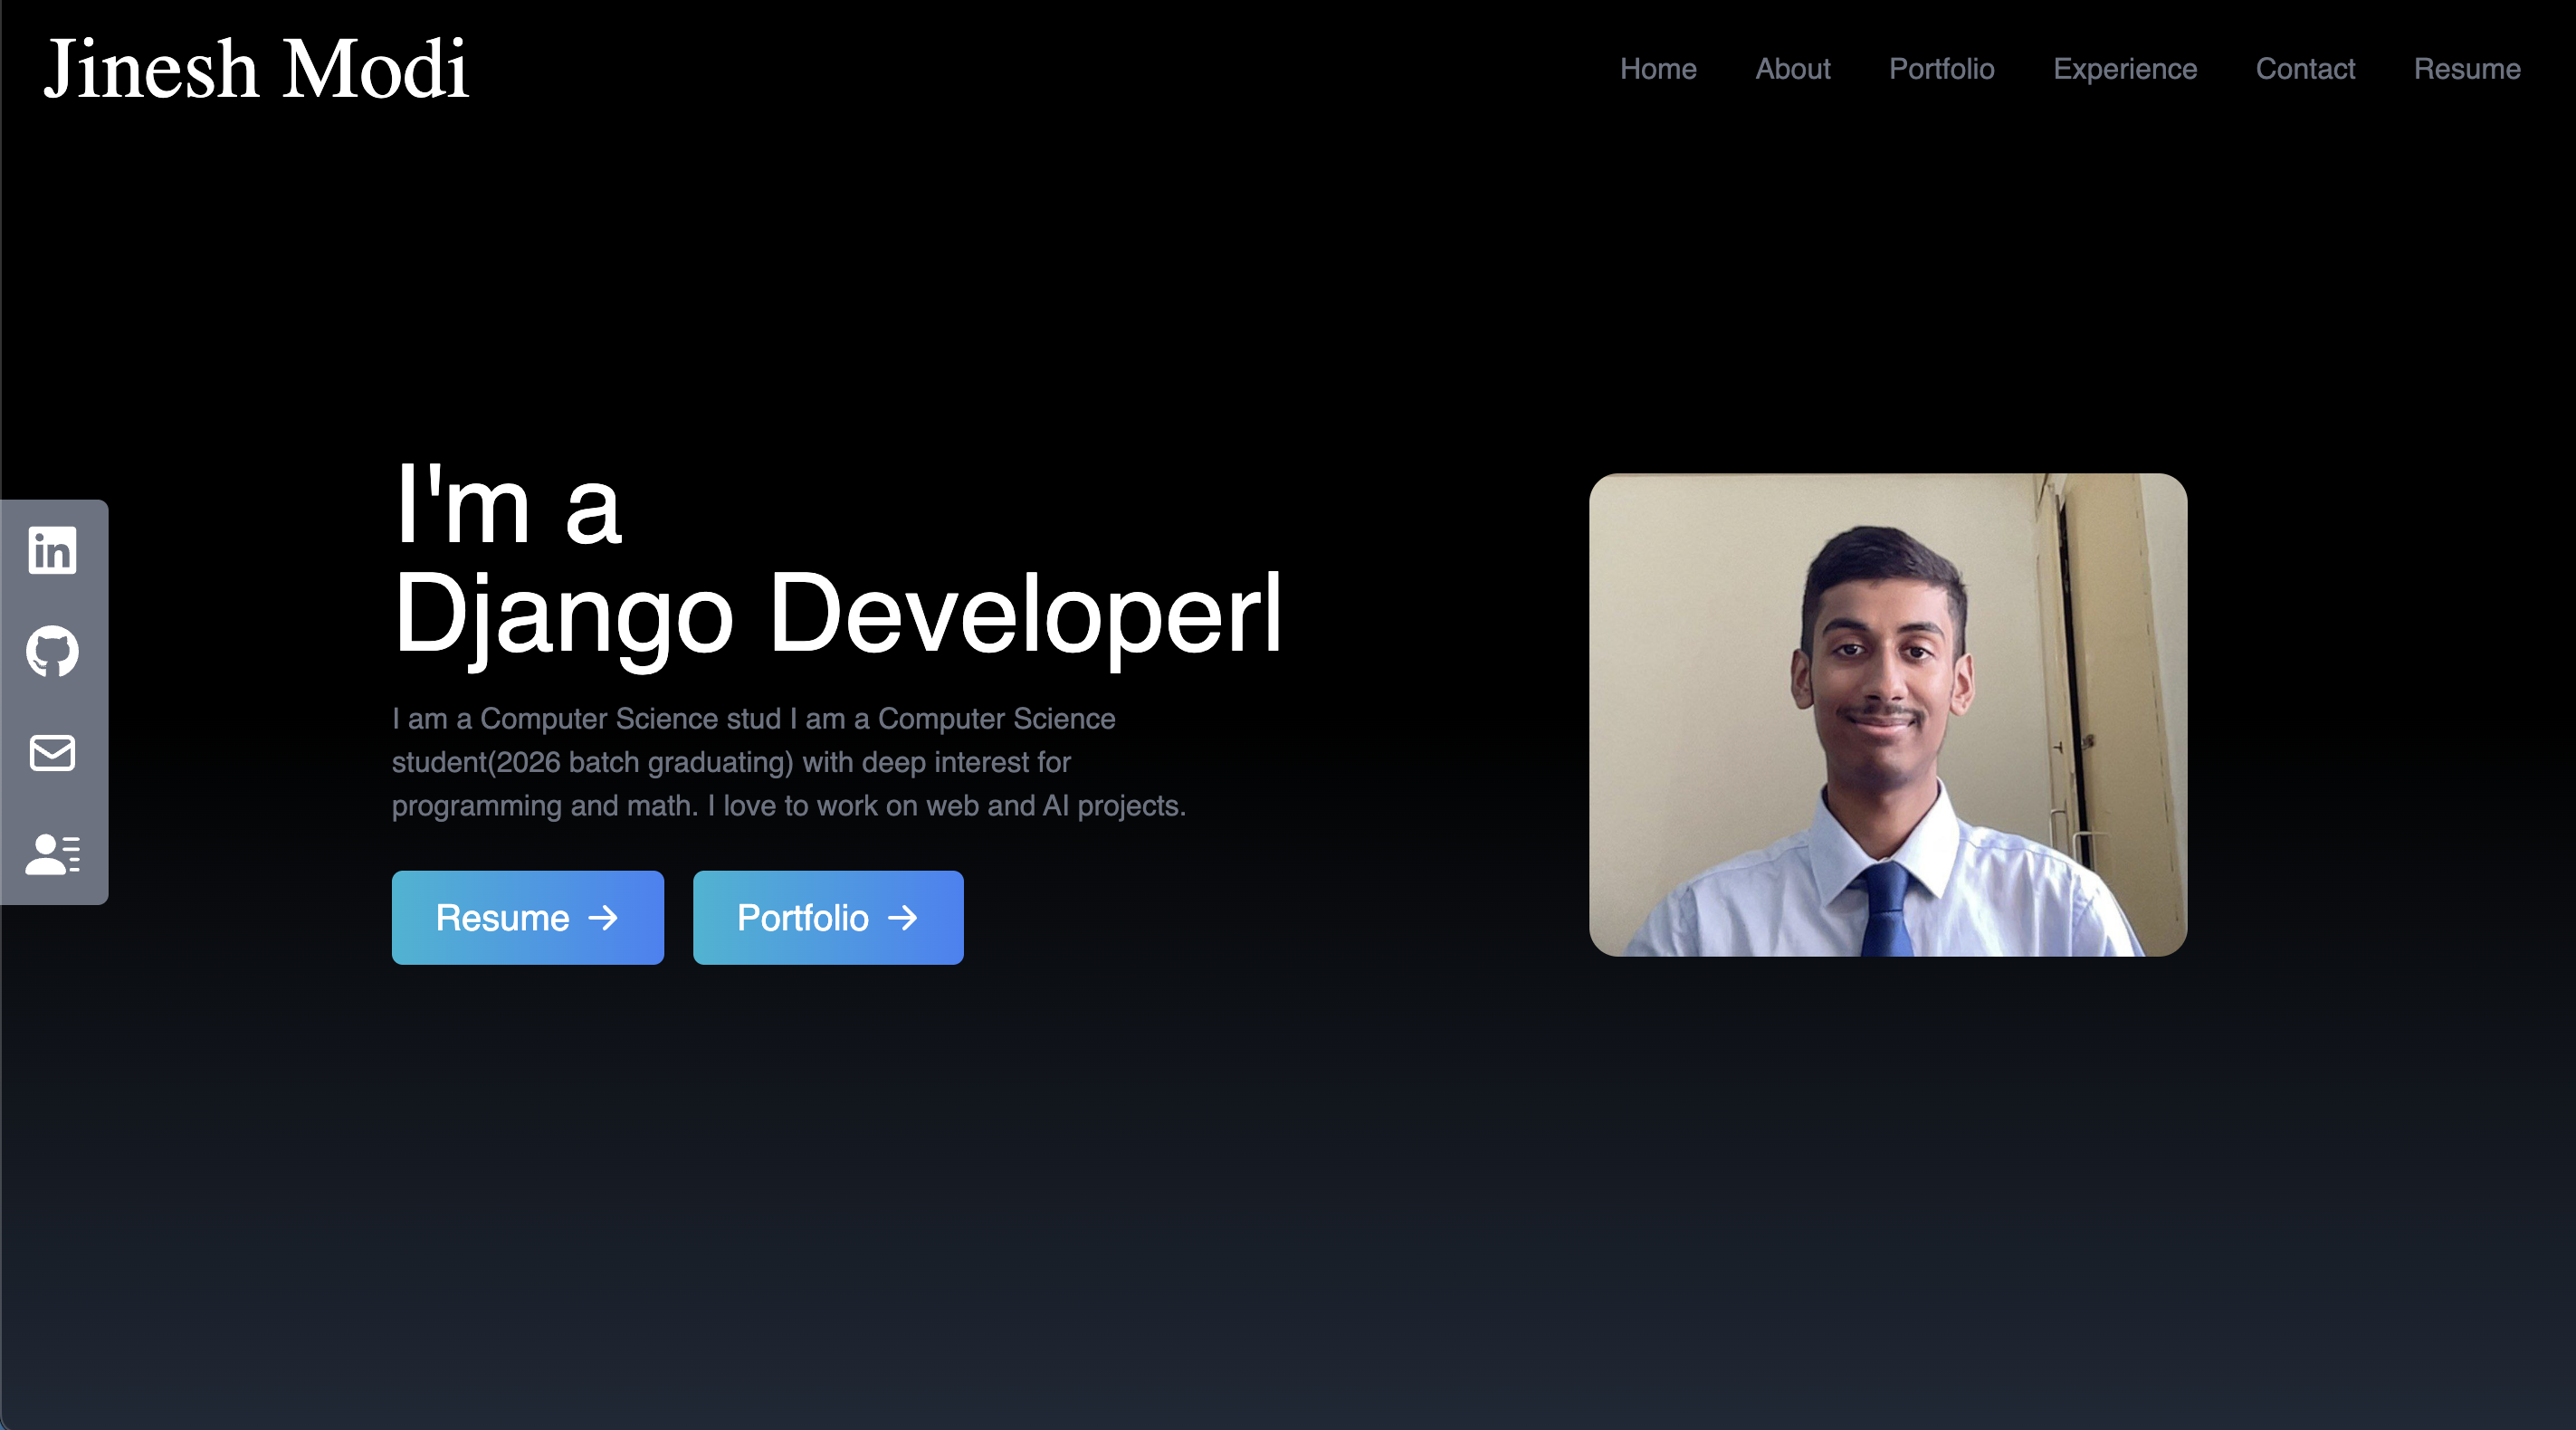 Jinesh Modi
Home About Portfolio Experience Contact Resume
I'm a
Django Developerl
in
I am a Computer Science stud I am a Computer Science
student(2026 batch graduating) with deep interest for
programming and math. I love to work on web and AI projects.
Resume
Portfolio